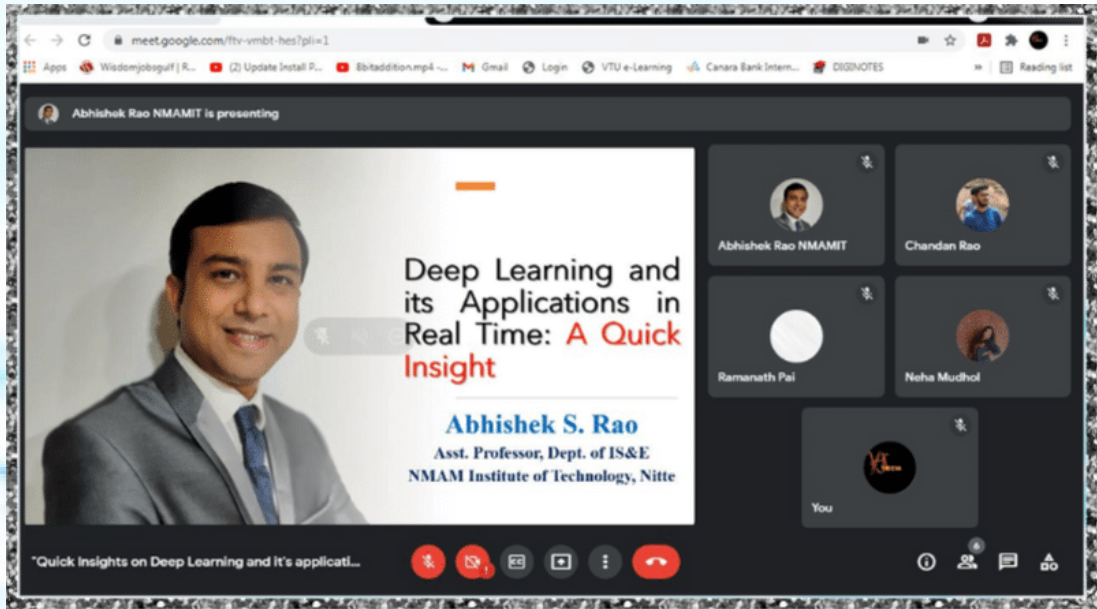 meet.google.com/ftv-vmbt-hes?pli=1
Apps Wisdomjobsgulf | R... (2) Update Install P... 8bitaddition.mp4 -... Gmail Login VTU e-Learning Canara Bank Intern... DIGINOTES » Reading list
Abhishek Rao NMAMIT is presenting
Deep Learning and
its Applications in
Real Time: A Quick
Insight
Abhishek S. Rao
Asst. Professor, Dept. of IS&E
NMAM Institute of Technology, Nitte
Abhishek Rao NMAMIT
Chandan Rao
Ramanath Pai
Neha Mudhol
You
"Quick Insights on Deep Learning and it's applicati...